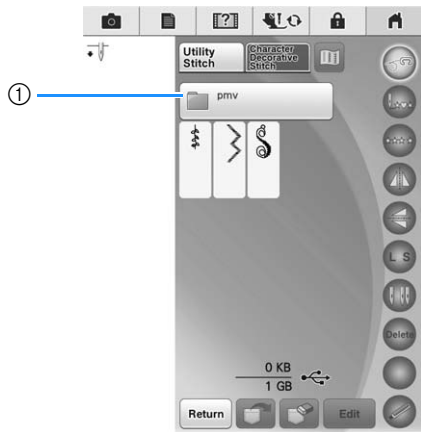 [?]
Utility
Stitch
Character
Decorative
Stitch
① pmv
L S
Delete
0 KB
1 GB
Return
Edit